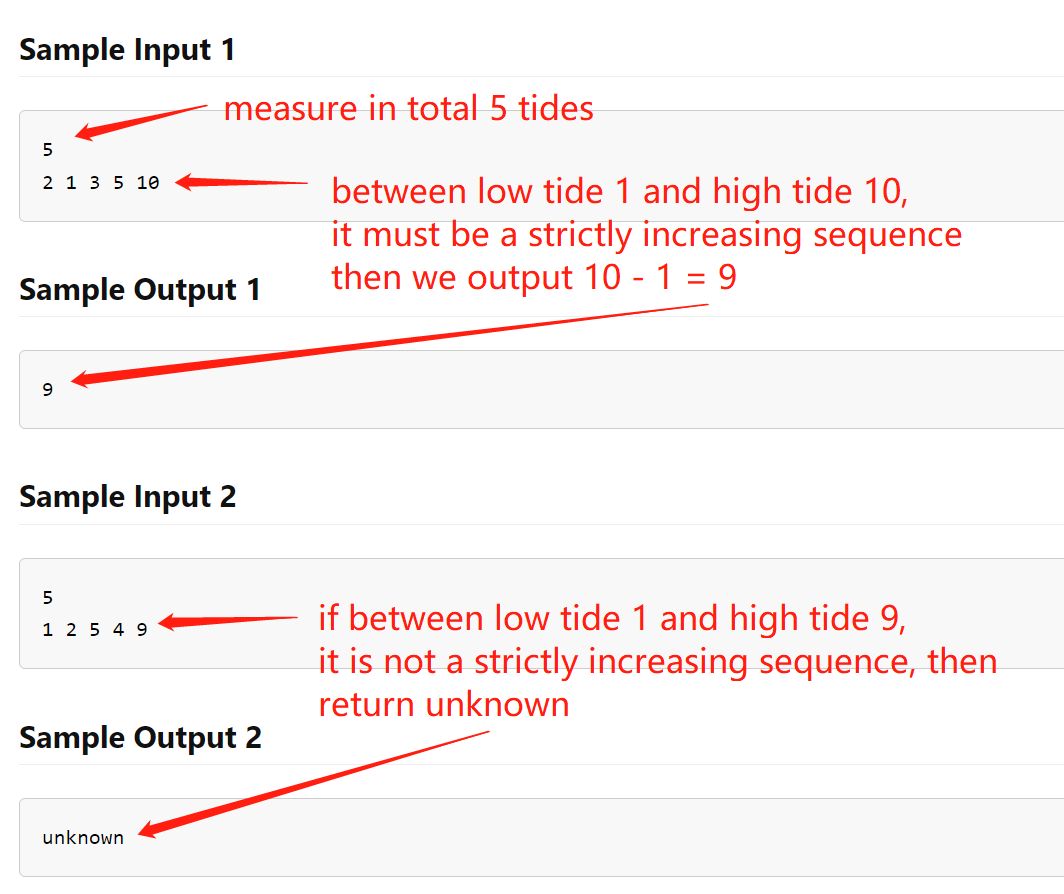 Sample Input 1
measure in total 5 tides
5
2 1 3 5 10
between low tide 1 and high tide 10,
it must be a strictly increasing sequence
then we output 10 - 1 = 9
Sample Output 1
9
Sample Input 2
5
1 2 5 4 9
if between low tide 1 and high tide 9,
it is not a strictly increasing sequence, then
return unknown
Sample Output 2
unknown